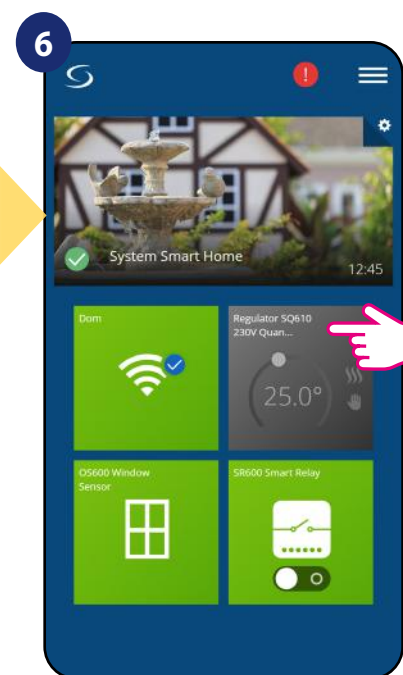 6
!
System Smart Home
12:45
Dom
Regulator SQ610
230V Quan...
25.0°
OS600 Window
Sensor
SR600 Smart Relay